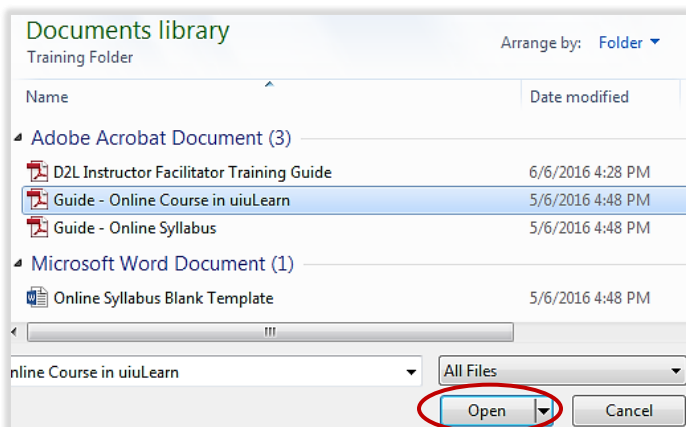 Documents library
Training Folder
Arrange by: Folder
Name Date modified
Adobe Acrobat Document (3)
D2L Instructor Facilitator Training Guide 6/6/2016 4:28 PM
Guide - Online Course in uiuLearn 5/6/2016 4:48 PM
Guide - Online Syllabus 5/6/2016 4:48 PM
Microsoft Word Document (1)
Online Syllabus Blank Template 5/6/2016 4:48 PM
nline Course in uiuLearn All Files
Open Cancel